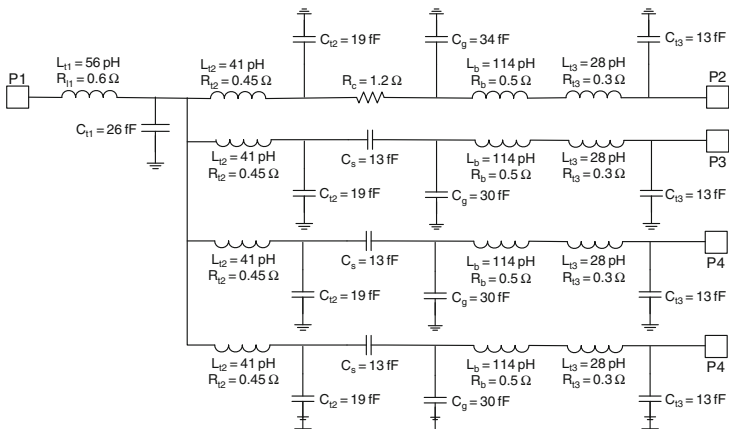 P1
L_t1 = 56 pH
R_l1 = 0.6 Ω
C_t1 = 26 fF
L_t2 = 41 pH
R_t2 = 0.45 Ω
C_t2 = 19 fF
R_c = 1.2 Ω
C_g = 34 fF
L_b = 114 pH
R_b = 0.5 Ω
L_t3 = 28 pH
R_t3 = 0.3 Ω
C_t3 = 13 fF
P2
L_t2 = 41 pH
R_t2 = 0.45 Ω
C_t2 = 19 fF
C_s = 13 fF
C_g = 30 fF
L_b = 114 pH
R_b = 0.5 Ω
L_t3 = 28 pH
R_t3 = 0.3 Ω
C_t3 = 13 fF
P3
L_t2 = 41 pH
R_t2 = 0.45 Ω
C_t2 = 19 fF
C_s = 13 fF
C_g = 30 fF
L_b = 114 pH
R_b = 0.5 Ω
L_t3 = 28 pH
R_t3 = 0.3 Ω
C_t3 = 13 fF
P4
L_t2 = 41 pH
R_t2 = 0.45 Ω
C_t2 = 19 fF
C_s = 13 fF
C_g = 30 fF
L_b = 114 pH
R_b = 0.5 Ω
L_t3 = 28 pH
R_t3 = 0.3 Ω
C_t3 = 13 fF
P4